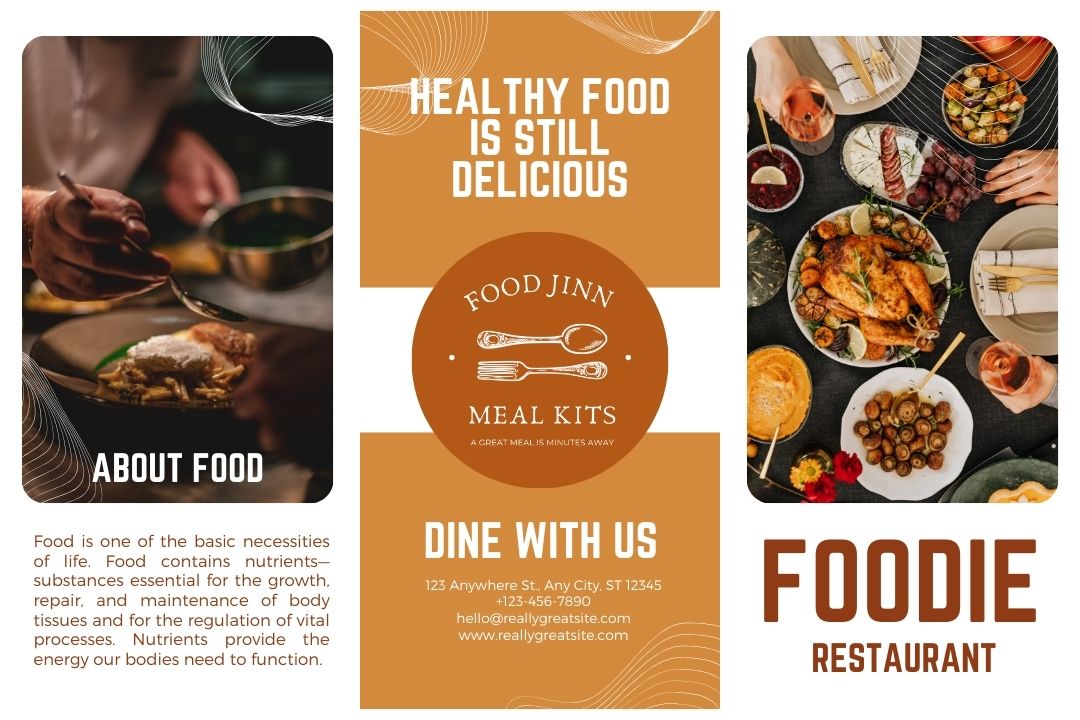 ABOUT FOOD
Food is one of the basic necessities
of life. Food contains nutrients—
substances essential for the growth,
repair, and maintenance of body
tissues and for the regulation of vital
processes. Nutrients provide the
energy our bodies need to function.
HEALTHY FOOD
IS STILL
DELICIOUS
FOOD JINN
MEAL KITS
A GREAT MEAL IS MINUTES AWAY
DINE WITH US
123 Anywhere St., Any City, ST 12345
+123-456-7890
hello@reallygreatsite.com
www.reallygreatsite.com
FOODIE
RESTAURANT